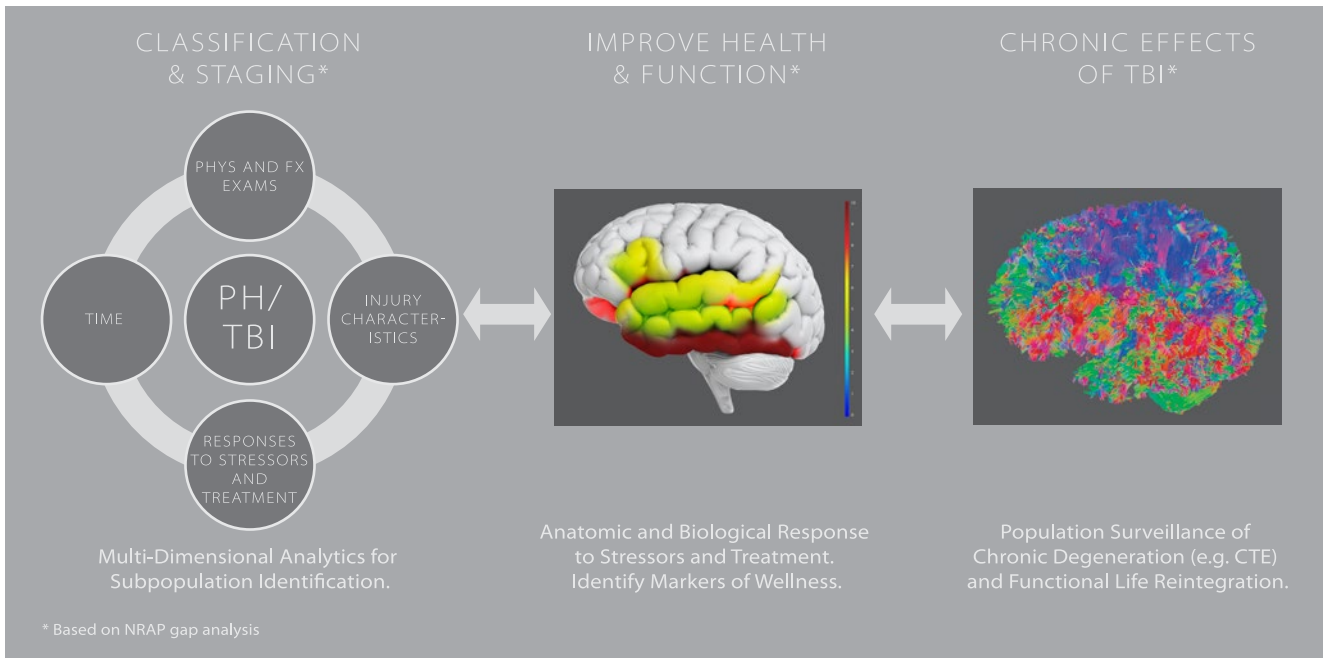 CLASSIFICATION
& STAGING*
PHYS AND FX
EXAMS
TIME
PH/
TBI
INJURY
CHARACTER-
ISTICS
RESPONSES
TO STRESSORS
AND
TREATMENT
Multi-Dimensional Analytics for
Subpopulation Identification.
IMPROVE HEALTH
& FUNCTION*
Anatomic and Biological Response
to Stressors and Treatment.
Identify Markers of Wellness.
CHRONIC EFFECTS
OF TBI*
Population Surveillance of
Chronic Degeneration (e.g. CTE)
and Functional Life Reintegration.
* Based on NRAP gap analysis